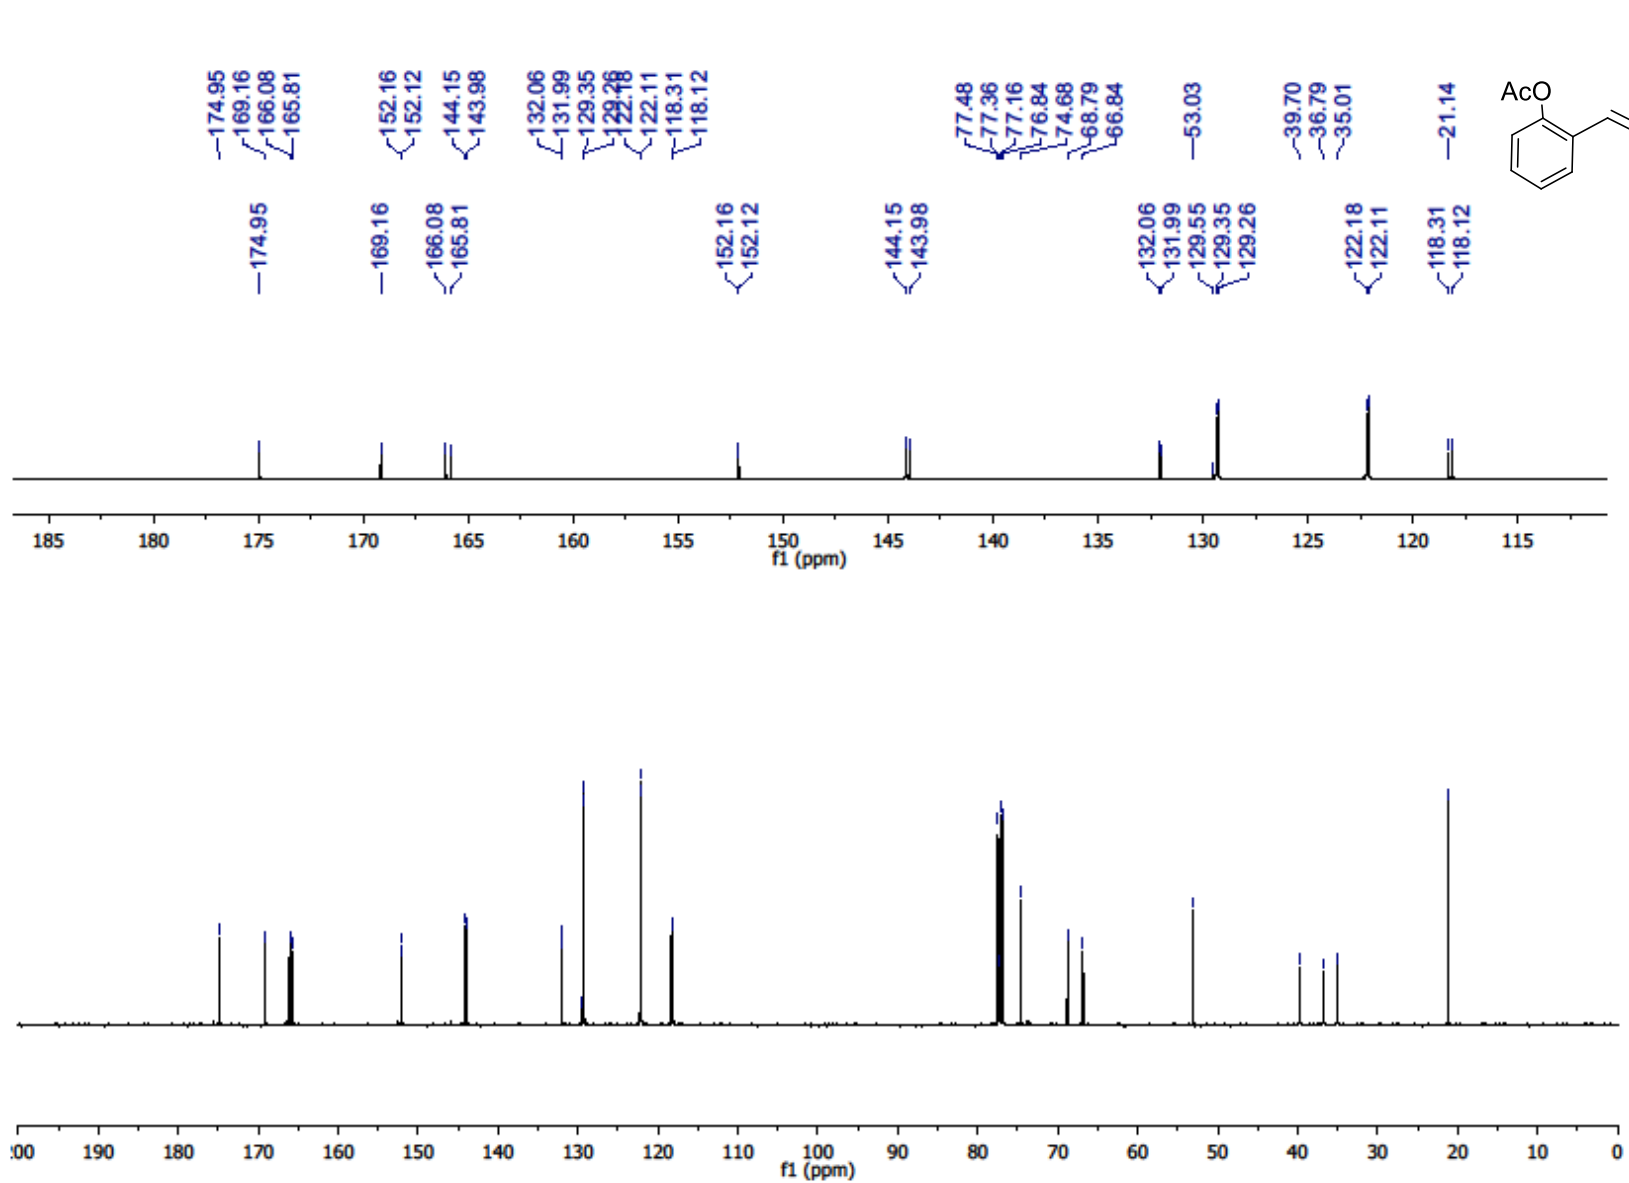 174.95 169.16 166.08 165.81 152.16 152.12 144.15 143.98 132.06 131.99 129.35 129.26 122.18 122.11 118.31 118.12 77.48 77.36 77.16 76.84 74.68 68.79 66.84 53.03 39.70 36.79 35.01 21.14
AcO
174.95 169.16 166.08 165.81 152.16 152.12 144.15 143.98 132.06 131.99 129.55 129.35 129.26 122.18 122.11 118.31 118.12
185 180 175 170 165 160 155 150 145 140 135 130 125 120 115
f1 (ppm)
:00 190 180 170 160 150 140 130 120 110 100 90 80 70 60 50 40 30 20 10 0
f1 (ppm)